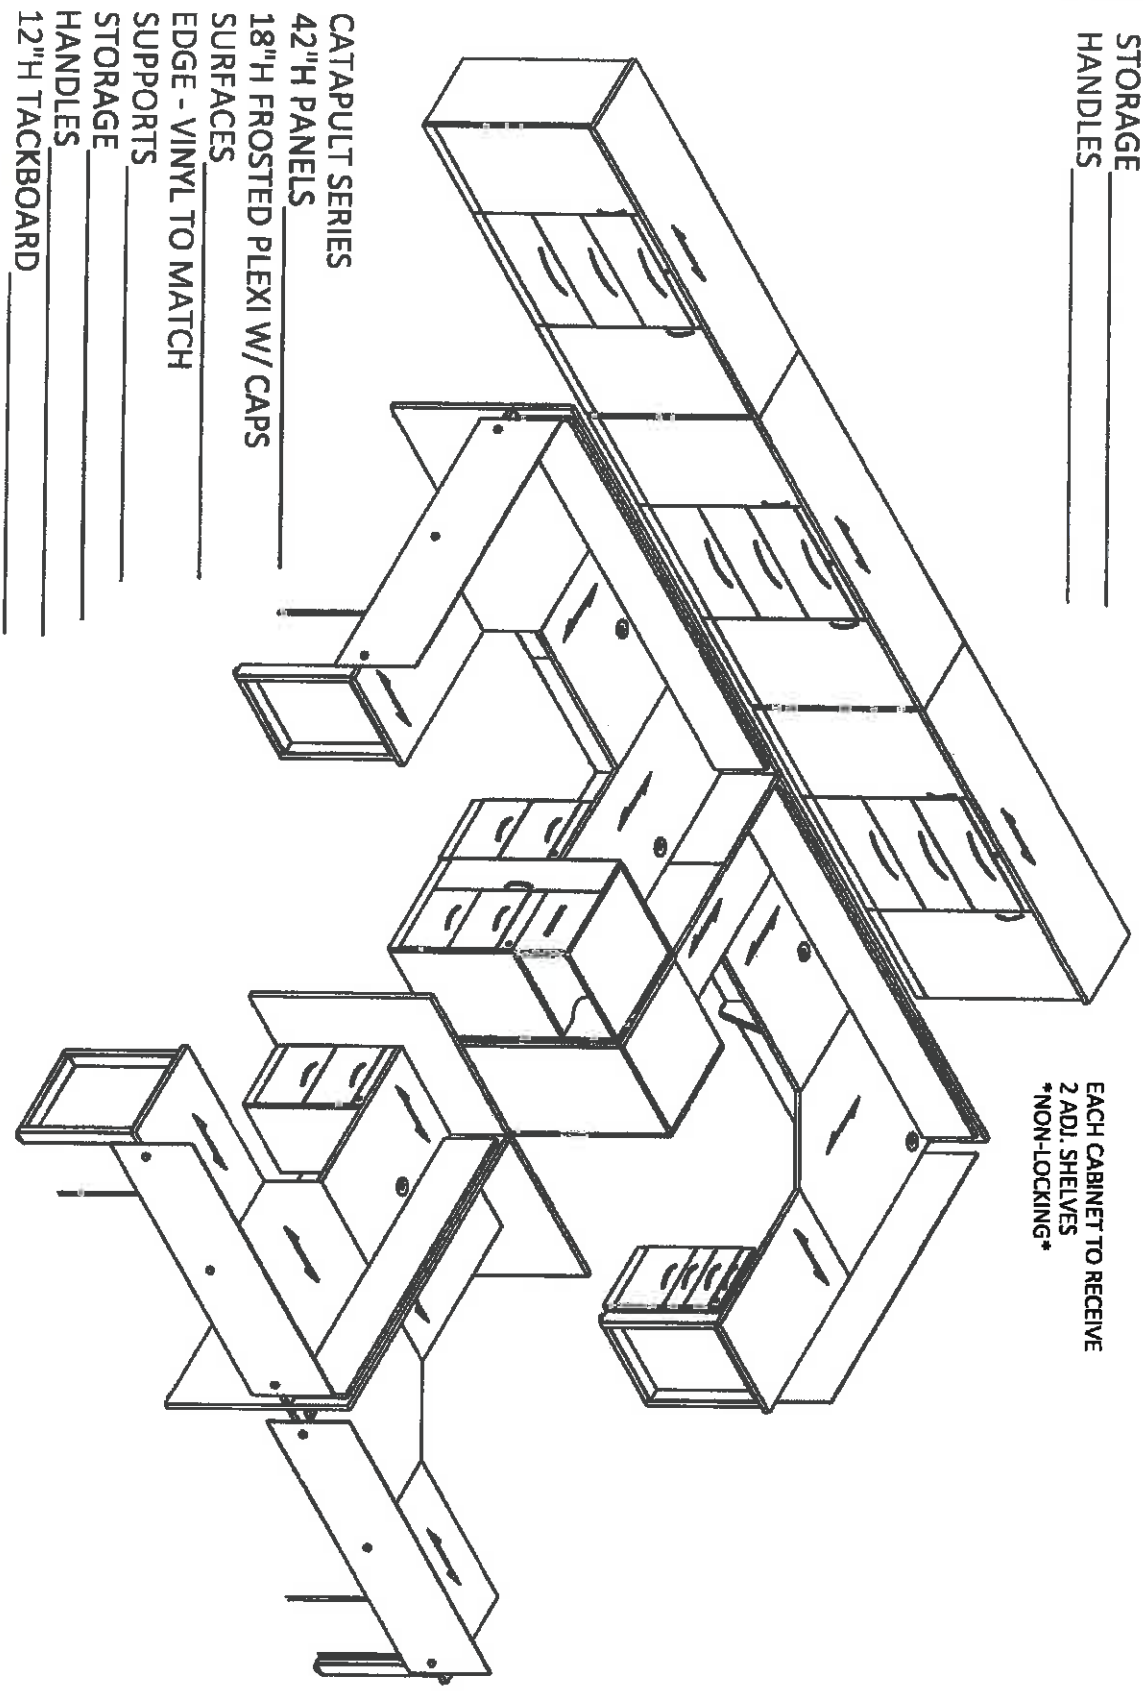 STORAGE
HANDLES
EACH CABINET TO RECEIVE
2 ADJ. SHELVES
*NON-LOCKING*
CATAPULT SERIES
42"H PANELS
18"H FROSTED PLEXI W/ CAPS
SURFACES
EDGE - VINYL TO MATCH
SUPPORTS
STORAGE
HANDLES
12"H TACKBOARD